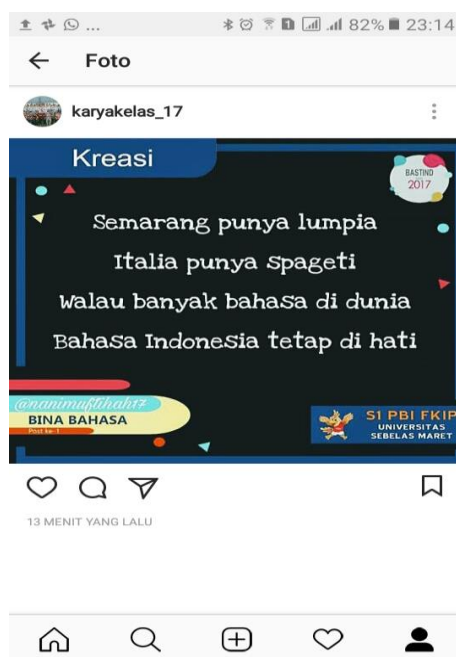 ... 82% 23:14
Foto
karyakelas_17
Kreasi
BASTIND
2017
Semarang punya lumpia
Italia punya spageti
Walau banyak bahasa di dunia
Bahasa Indonesia tetap di hati
@nanimuftihah17
BINA BAHASA
Post ke-1
S1 PBI FKIP
UNIVERSITAS
SEBELAS MARET
13 MENIT YANG LALU